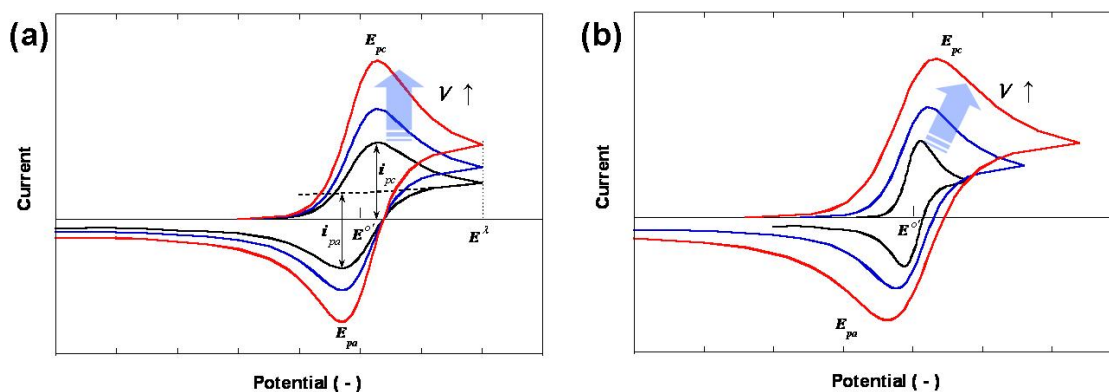 (a)
E_pc
ν ↑
i_pc
E^o'
i_pa
E^λ
E_pa
Current
Potential ( - )
(b)
E_pc
ν ↑
E^o'
E_pa
Current
Potential ( - )